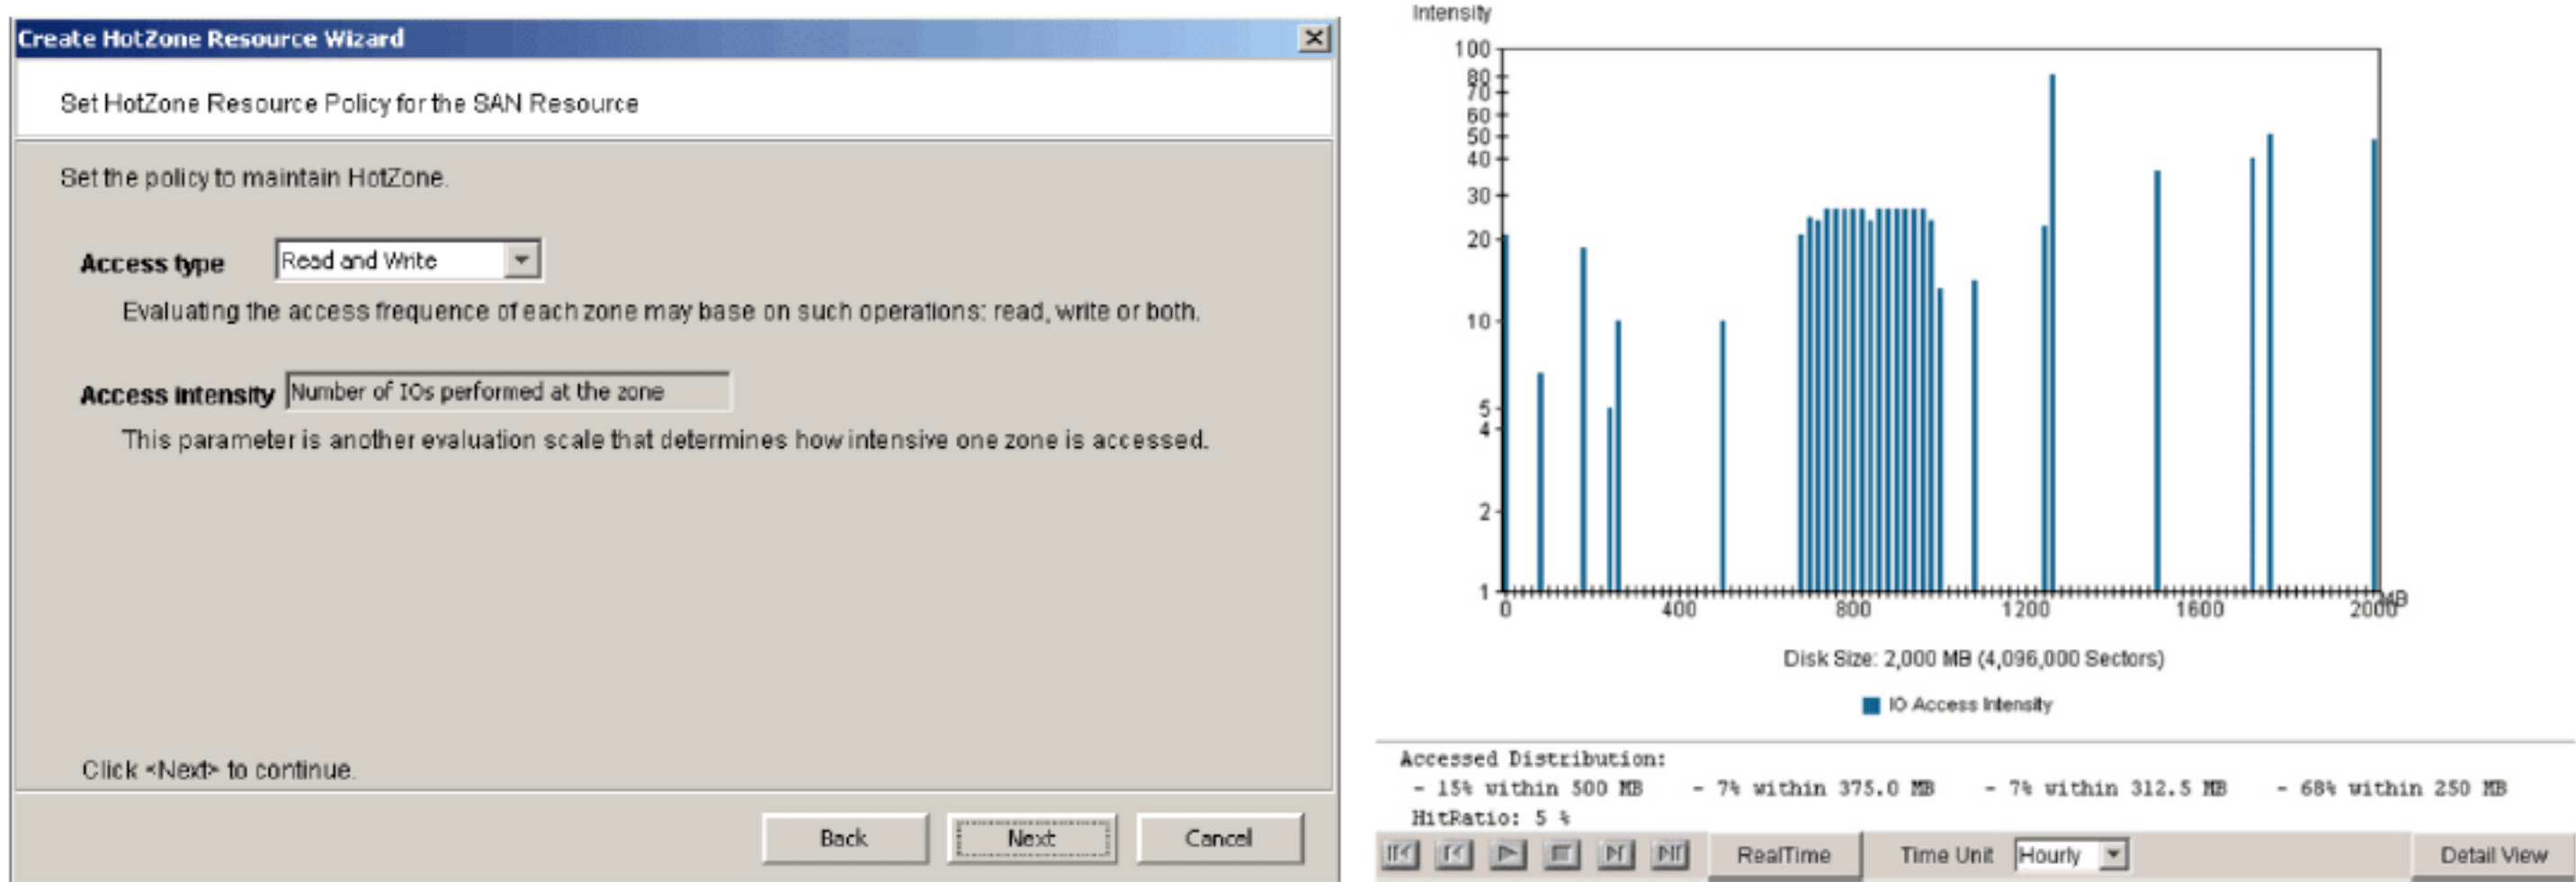 Create HotZone Resource Wizard
Set HotZone Resource Policy for the SAN Resource
Set the policy to maintain HotZone.
Access type Read and Write
Evaluating the access frequence of each zone may base on such operations: read, write or both.
Access intensity Number of IOs performed at the zone
This parameter is another evaluation scale that determines how intensive one zone is accessed.
Click <Next> to continue.
Back Next Cancel
Intensity
100
80
70
60
50
40
30
20
10
5
4
2
1
0 400 800 1200 1600 2000 MB
Disk Size: 2,000 MB (4,096,000 Sectors)
IO Access Intensity
Accessed Distribution:
- 15% within 500 MB - 7% within 375.0 MB - 7% within 312.5 MB - 68% within 250 MB
HitRatio: 5 %
RealTime Time Unit Hourly Detail View